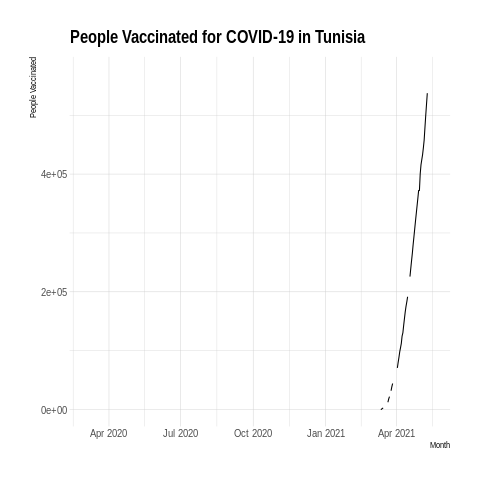 People Vaccinated for COVID-19 in Tunisia
People Vaccinated
4e+05
2e+05
0e+00
Apr 2020 Jul 2020 Oct 2020 Jan 2021 Apr 2021
Month